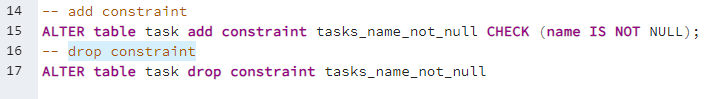 14 -- add constraint
15 ALTER table task add constraint tasks_name_not_null CHECK (name IS NOT NULL);
16 -- drop constraint
17 ALTER table task drop constraint tasks_name_not_null